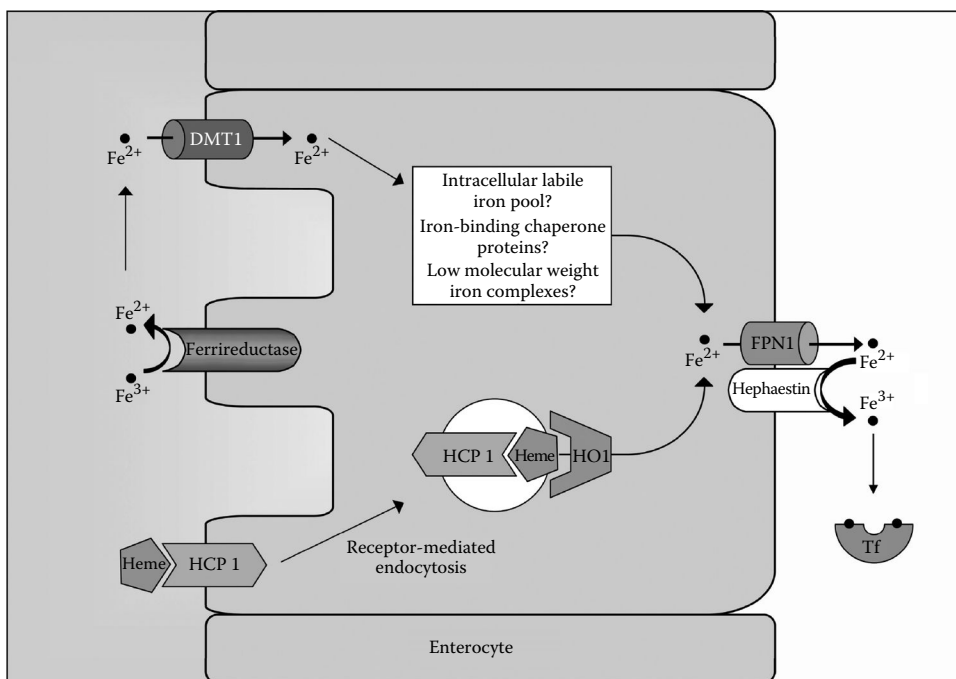 DMT1
Fe2+
Fe2+
Intracellular labile
iron pool?
Iron-binding chaperone
proteins?
Low molecular weight
iron complexes?
Fe2+
Ferrireductase
Fe3+
Fe2+
FPN1
Fe2+
Hephaestin
Fe3+
HCP 1
Heme
HO1
Tf
Heme
HCP 1
Receptor-mediated
endocytosis
Enterocyte